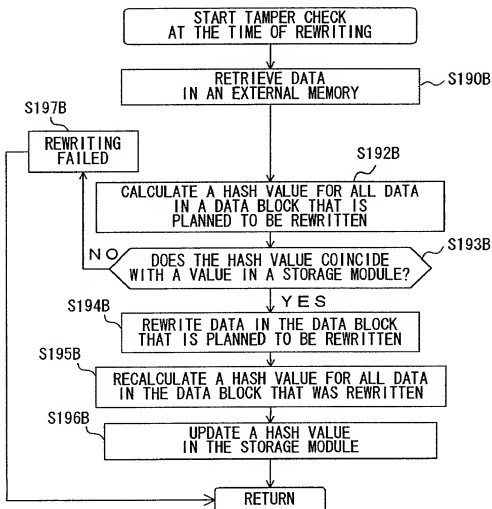 START TAMPER CHECK
AT THE TIME OF REWRITING
RETRIEVE DATA
IN AN EXTERNAL MEMORY
S190B
S197B
REWRITING
FAILED
S192B
CALCULATE A HASH VALUE FOR ALL DATA
IN A DATA BLOCK THAT IS
PLANNED TO BE REWRITTEN
S193B
NO
DOES THE HASH VALUE COINCIDE
WITH A VALUE IN A STORAGE MODULE?
YES
S194B
REWRITE DATA IN THE DATA BLOCK
THAT IS PLANNED TO BE REWRITTEN
S195B
RECALCULATE A HASH VALUE FOR ALL DATA
IN THE DATA BLOCK THAT WAS REWRITTEN
S196B
UPDATE A HASH VALUE
IN THE STORAGE MODULE
RETURN